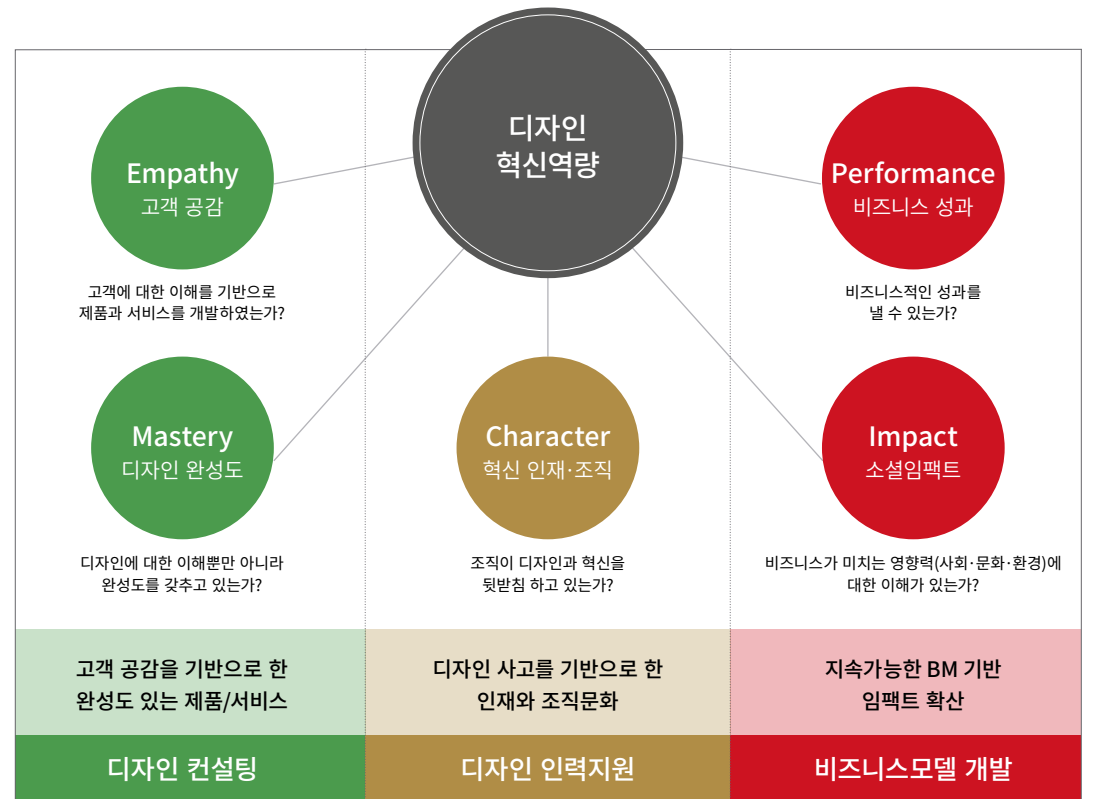 디자인
혁신역량
Empathy
고객 공감
고객에 대한 이해를 기반으로
제품과 서비스를 개발하였는가?
Mastery
디자인 완성도
디자인에 대한 이해뿐만 아니라
완성도를 갖추고 있는가?
Character
혁신 인재·조직
조직이 디자인과 혁신을
뒷받침 하고 있는가?
Performance
비즈니스 성과
비즈니스적인 성과를
낼 수 있는가?
Impact
소셜임팩트
비즈니스가 미치는 영향력(사회·문화·환경)에
대한 이해가 있는가?
고객 공감을 기반으로 한
완성도 있는 제품/서비스
디자인 컨설팅
디자인 사고를 기반으로 한
인재와 조직문화
디자인 인력지원
지속가능한 BM 기반
임팩트 확산
비즈니스모델 개발